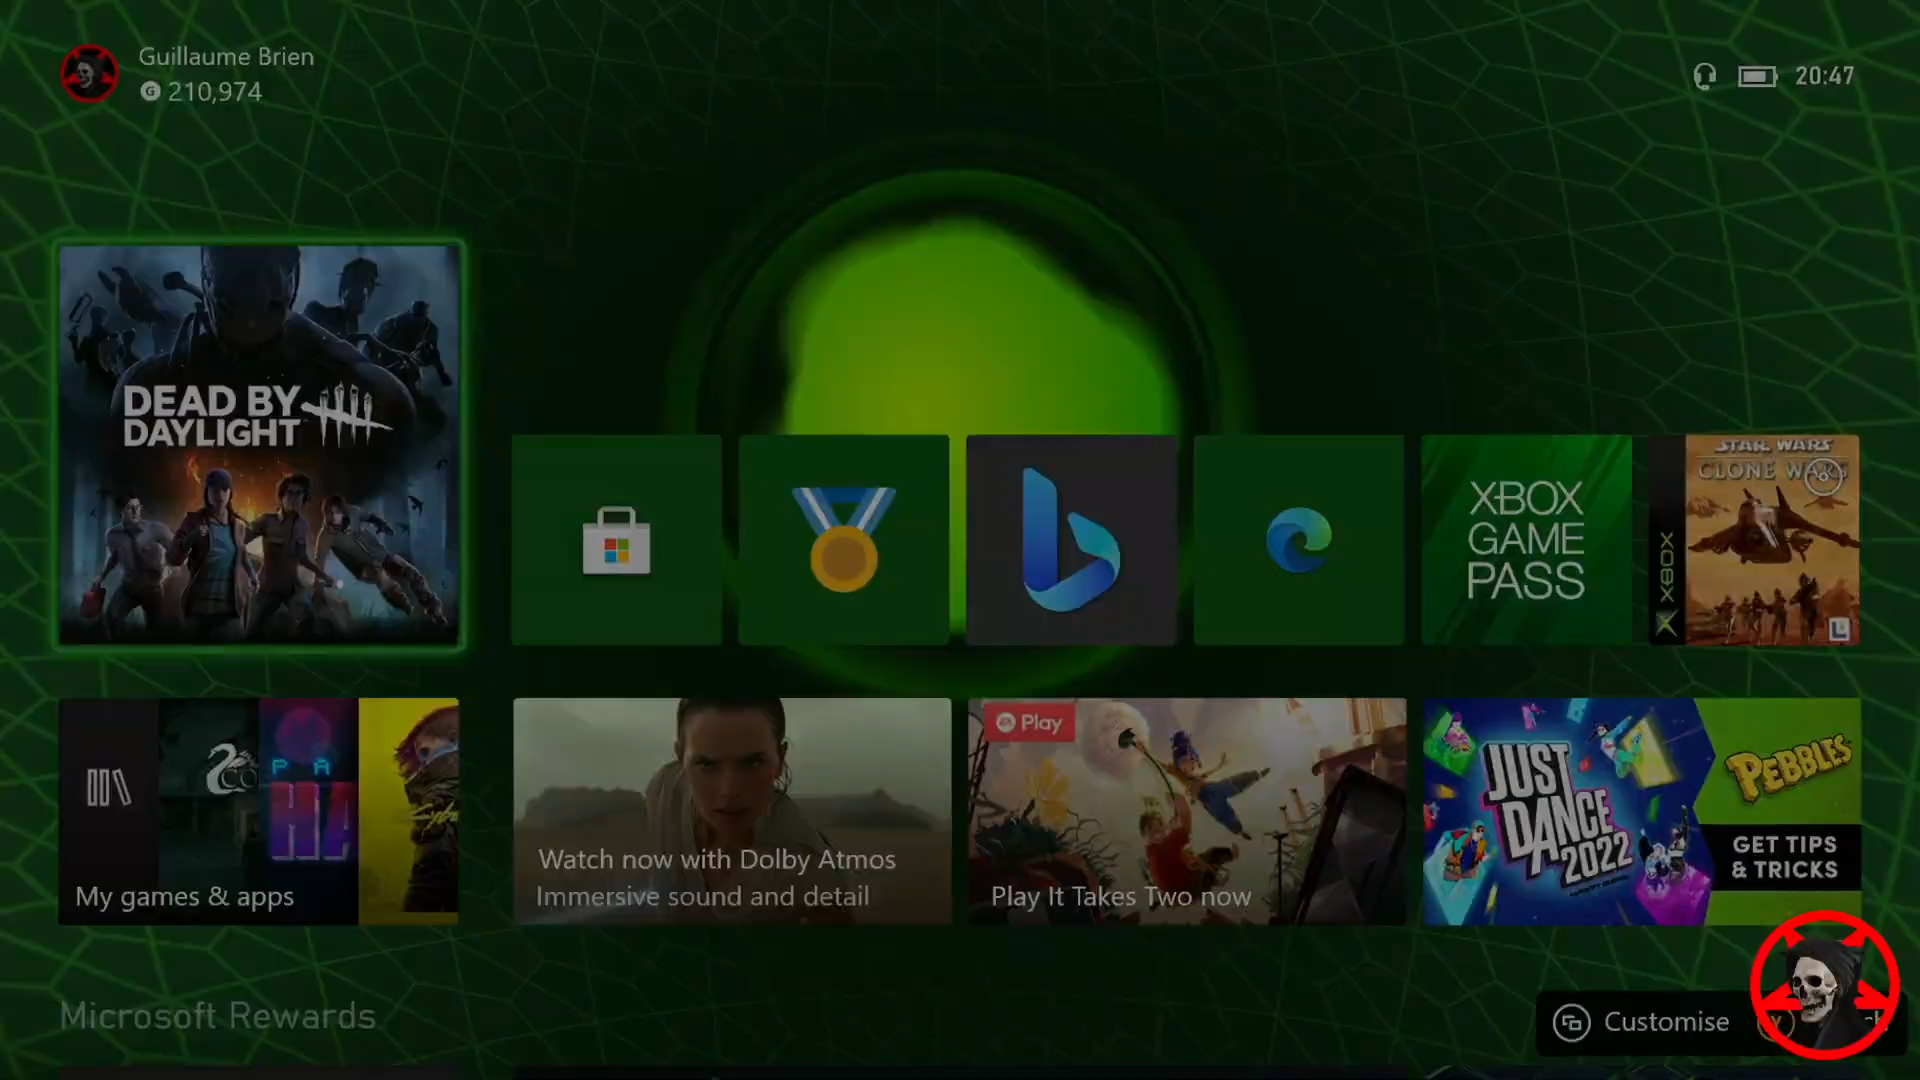 Guillaume Brien
G 210,974
20:47
DEAD BY
DAYLIGHT
XBOX
GAME
PASS
XBOX
STAR WARS
CLONE WARS
My games & apps
Watch now with Dolby Atmos
Immersive sound and detail
Play
Play It Takes Two now
JUST
DANCE
2022
PEBBLES
GET TIPS
& TRICKS
Microsoft Rewards
Customise